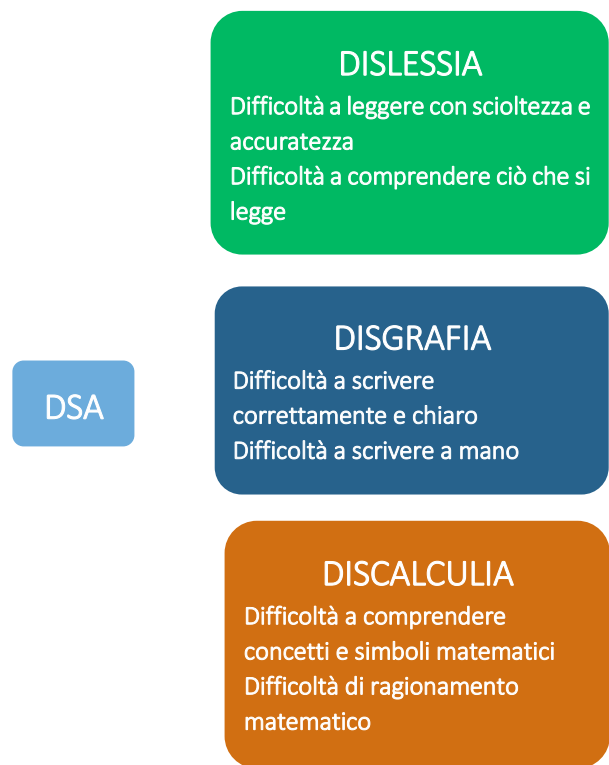 DISLESSIA
Difficoltà a leggere con scioltezza e
accuratezza
Difficoltà a comprendere ciò che si
legge
DSA
DISGRAFIA
Difficoltà a scrivere
correttamente e chiaro
Difficoltà a scrivere a mano
DISCALCULIA
Difficoltà a comprendere
concetti e simboli matematici
Difficoltà di ragionamento
matematico